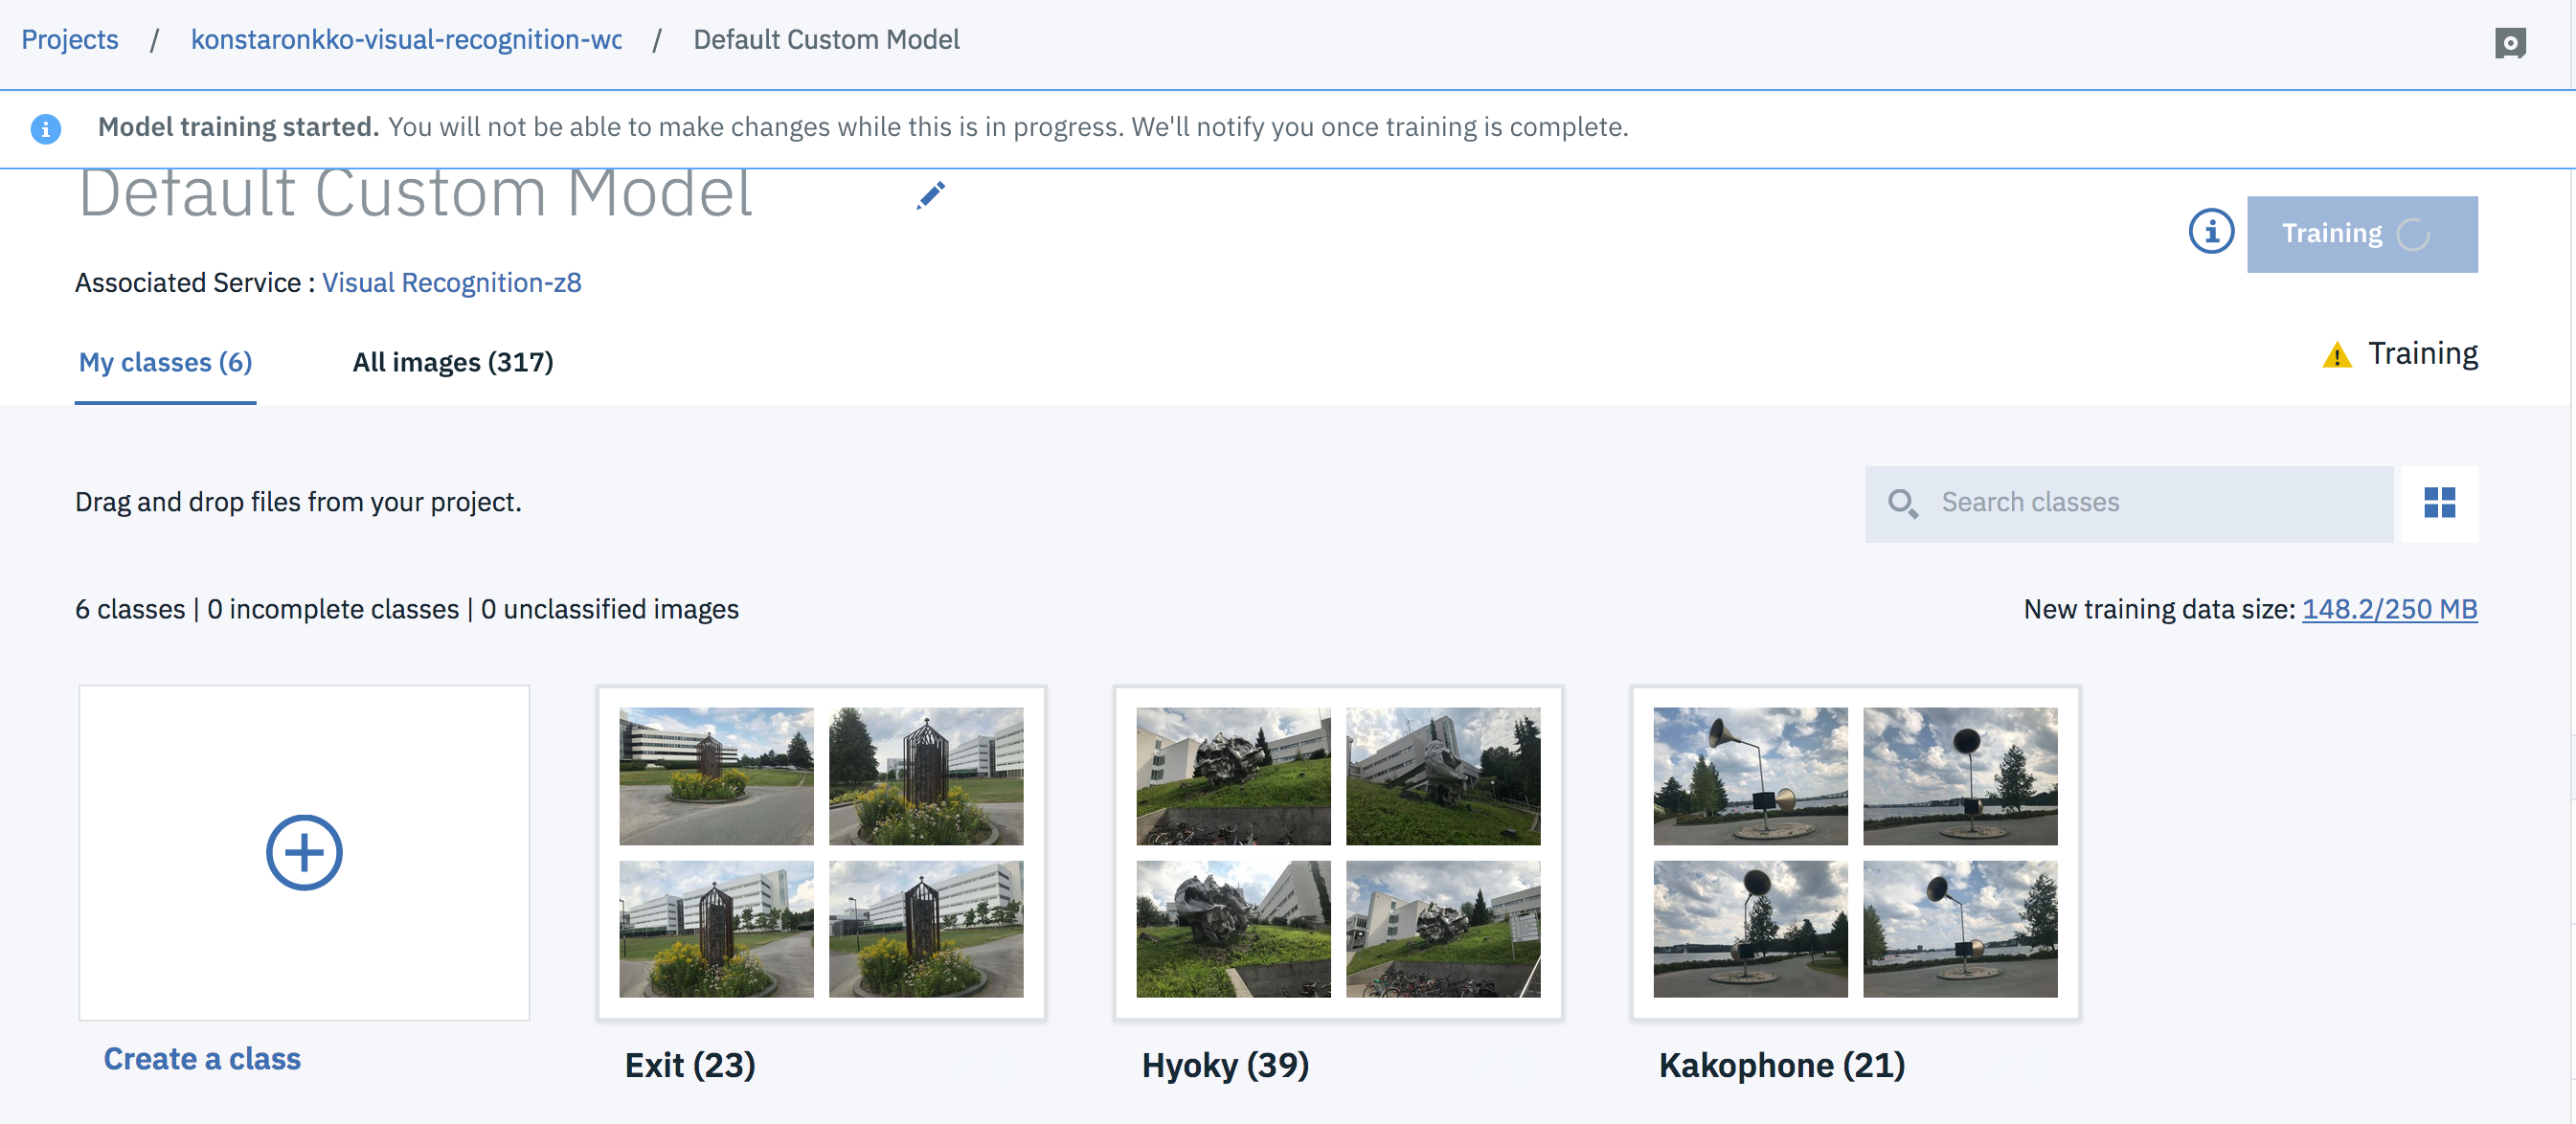 Projects / konstaronkko-visual-recognition-wc / Default Custom Model
Model training started. You will not be able to make changes while this is in progress. We'll notify you once training is complete.
Default Custom Model
Training
Associated Service : Visual Recognition-z8
My classes (6) All images (317)
Training
Drag and drop files from your project.
Search classes
6 classes | 0 incomplete classes | 0 unclassified images
New training data size: 148.2/250 MB
Create a class
Exit (23)
Hyoky (39)
Kakophone (21)